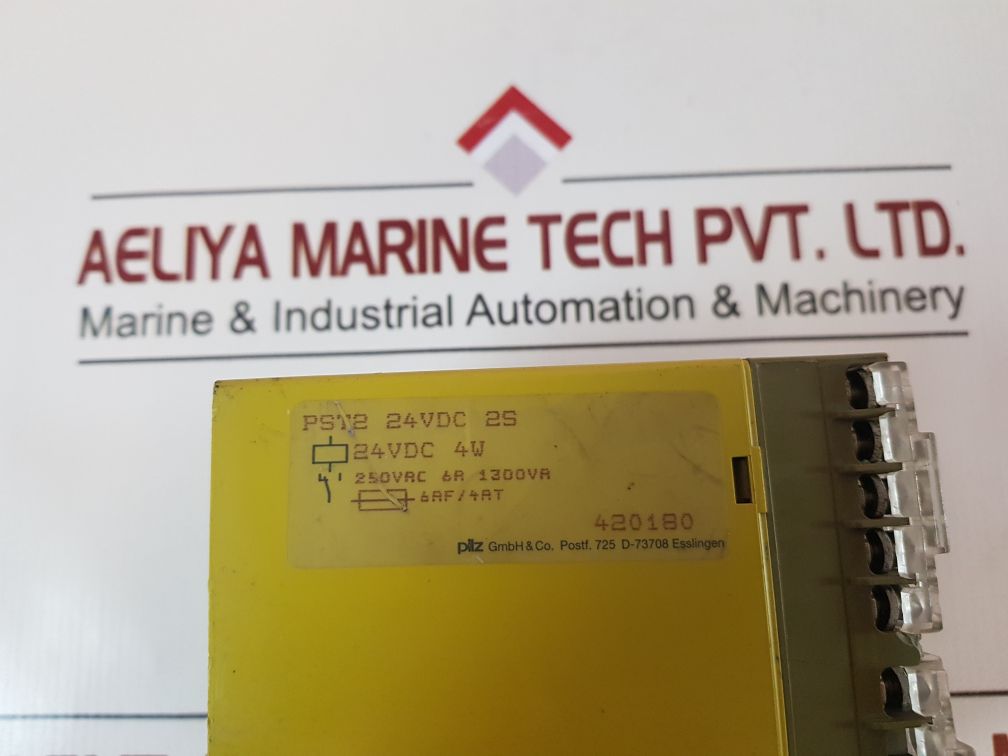 AELIYA MARINE TECH PVT. LTD.
Marine & Industrial Automation & Machinery
PST2 24VDC 2S
24VDC 4W
250VAC 6A 1300VA
6AF/4AT
420180
pilz GmbH & Co. Postf. 725 D-73708 Esslingen